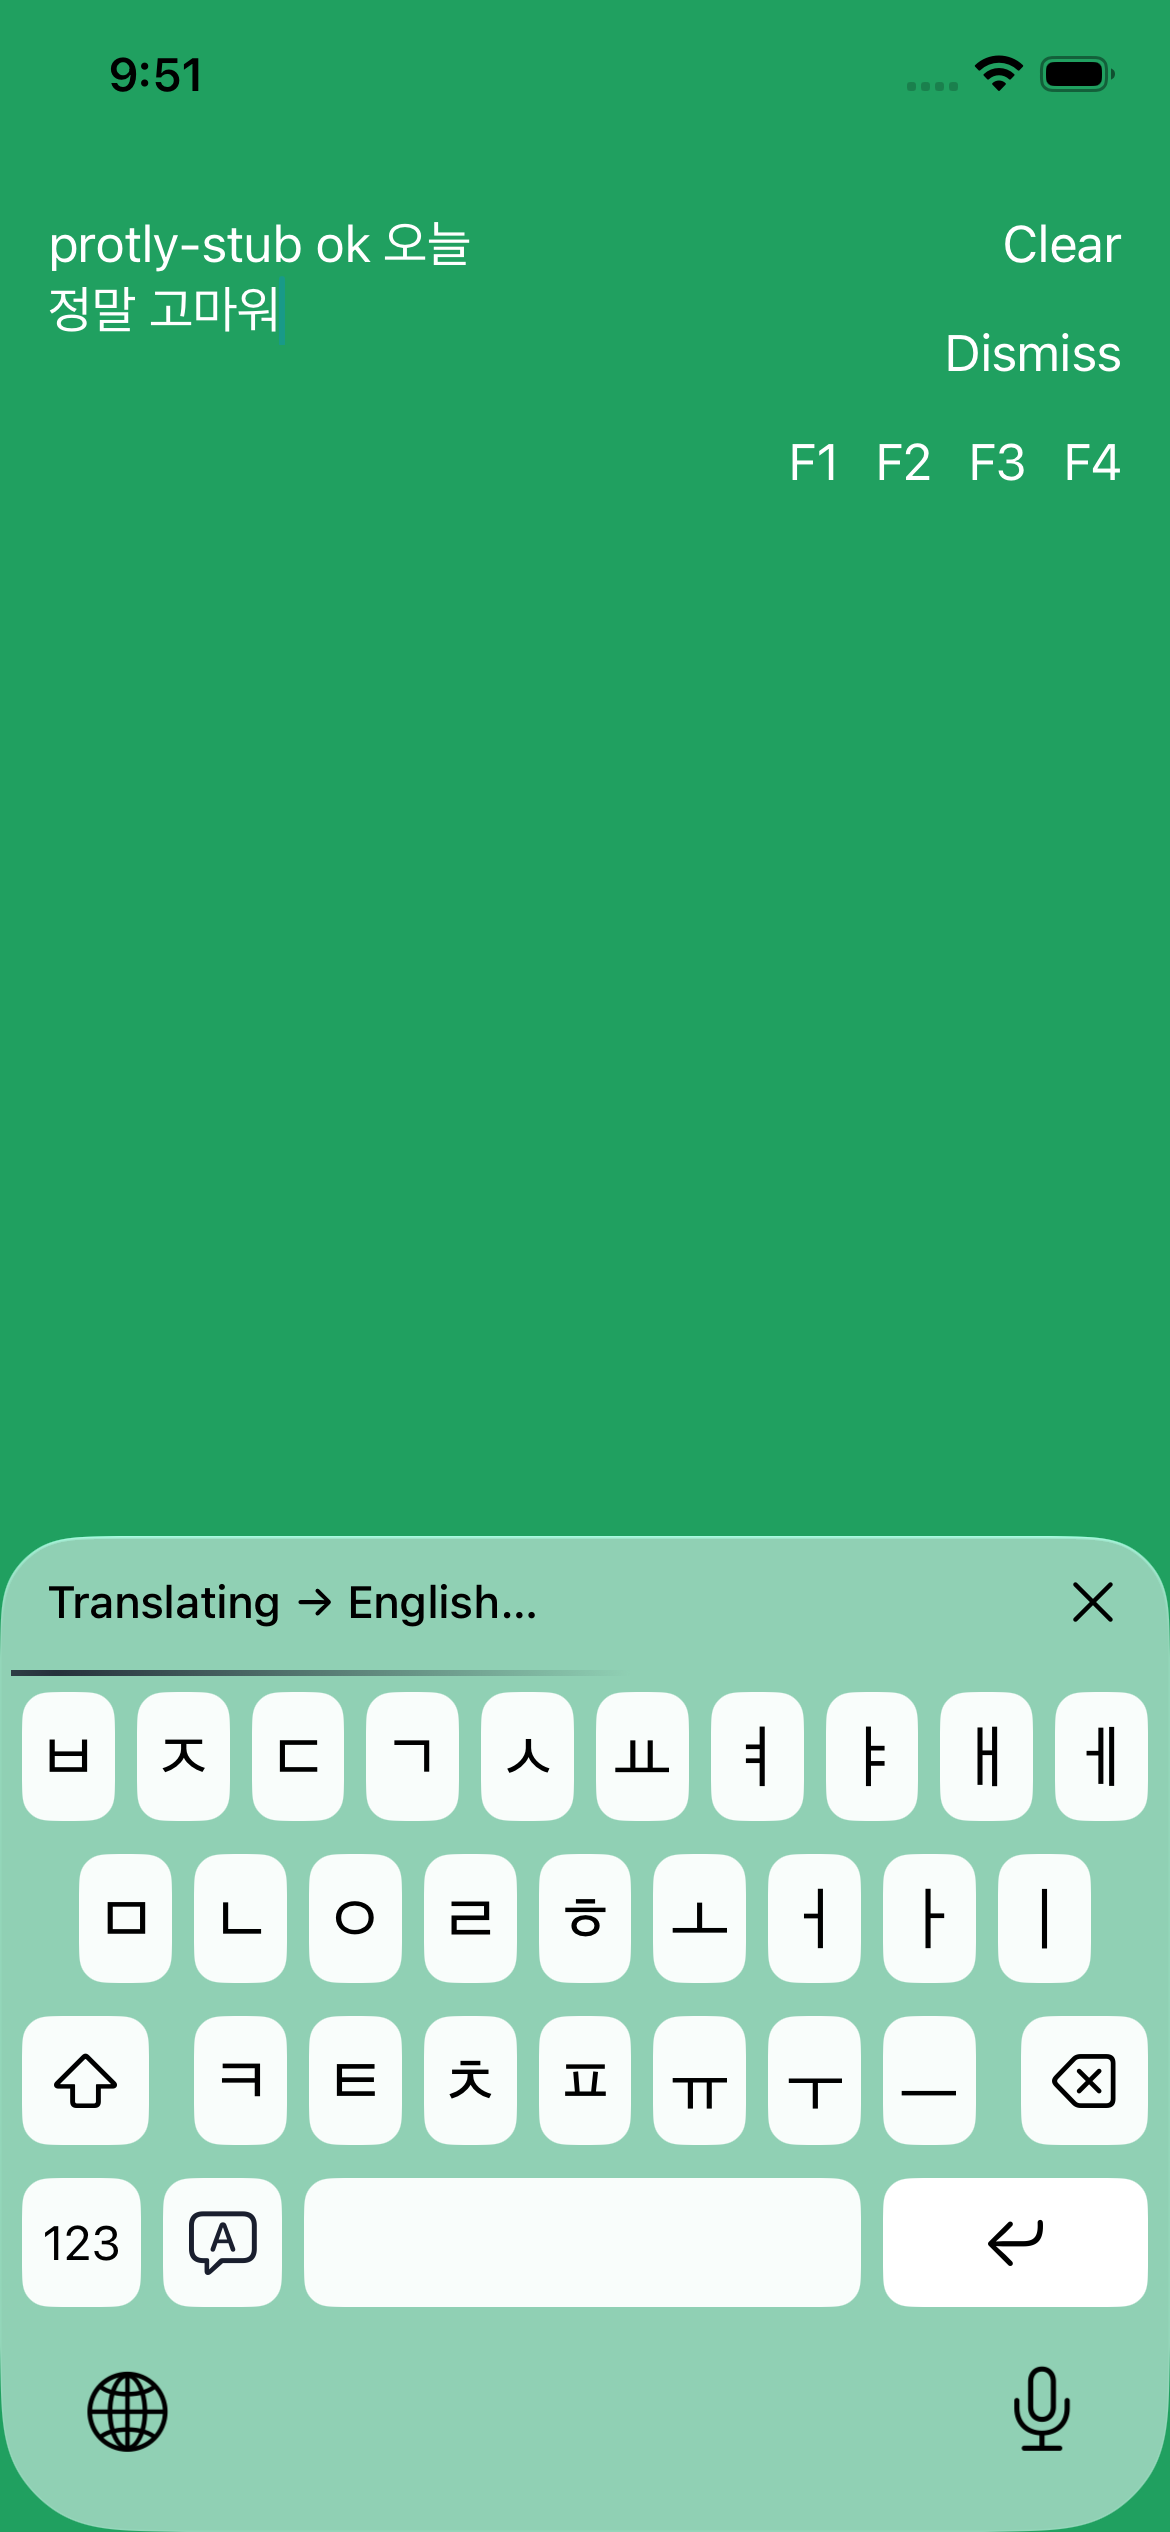 9:51
protly-stub ok 오늘
정말 고마워
Clear
Dismiss
F1 F2 F3 F4
Translating → English...
ㅂ ㅈ ㄷ ㄱ ㅅ ㅛ ㅕ ㅑ ㅐ ㅔ
ㅁ ㄴ ㅇ ㄹ ㅎ ㅗ ㅓ ㅏ ㅣ
ㅋ ㅌ ㅊ ㅍ ㅠ ㅜ ㅡ
123 A